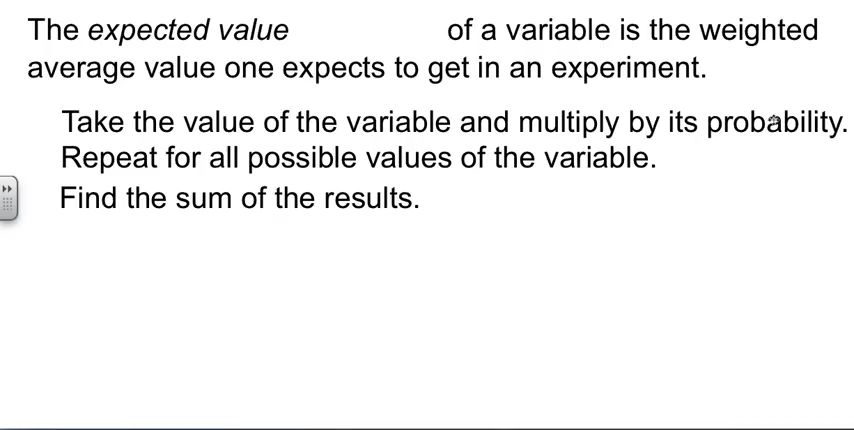 The expected value of a variable is the weighted
average value one expects to get in an experiment.
Take the value of the variable and multiply by its probability.
Repeat for all possible values of the variable.
Find the sum of the results.